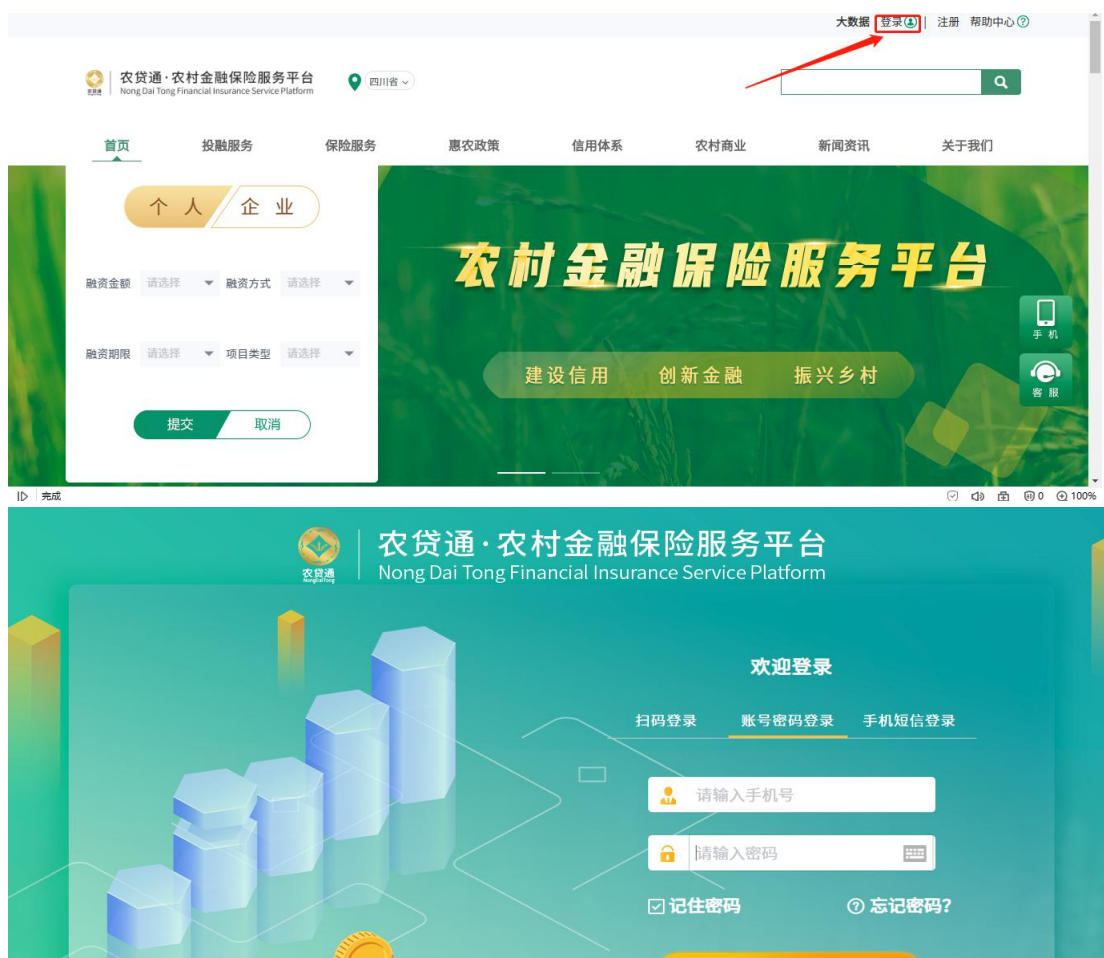 大数据 登录 | 注册 帮助中心
农贷通·农村金融保险服务平台
Nong Dai Tong Financial Insurance Service Platform
四川省
农贷通
首页 投融服务 保险服务 惠农政策 信用体系 农村商业 新闻资讯 关于我们
个人 企业
融资金额 请选择 融资方式 请选择
融资期限 请选择 项目类型 请选择
提交 取消
农村金融保险服务平台
建设信用 创新金融 振兴乡村
手机
客服
完成
0 100%
农贷通·农村金融保险服务平台
Nong Dai Tong Financial Insurance Service Platform
农贷通
NongDaiTong
欢迎登录
扫码登录 账号密码登录 手机短信登录
请输入手机号
请输入密码
记住密码 忘记密码?